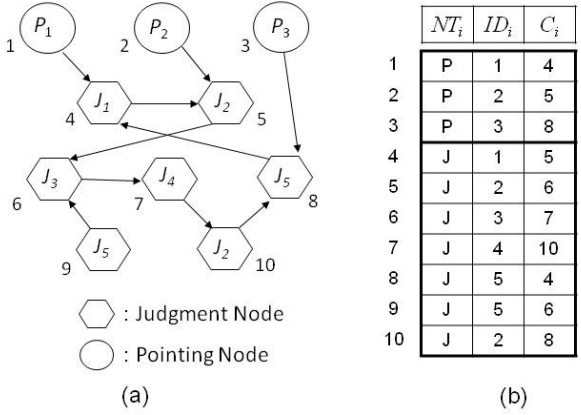 P1
P2
P3
1
2
3
J1
J2
4
5
J3
J4
J5
6
7
8
J5
J2
9
10
: Judgment Node
: Pointing Node
(a)
NTi IDi Ci
1 P 1 4
2 P 2 5
3 P 3 8
4 J 1 5
5 J 2 6
6 J 3 7
7 J 4 10
8 J 5 4
9 J 5 6
10 J 2 8
(b)